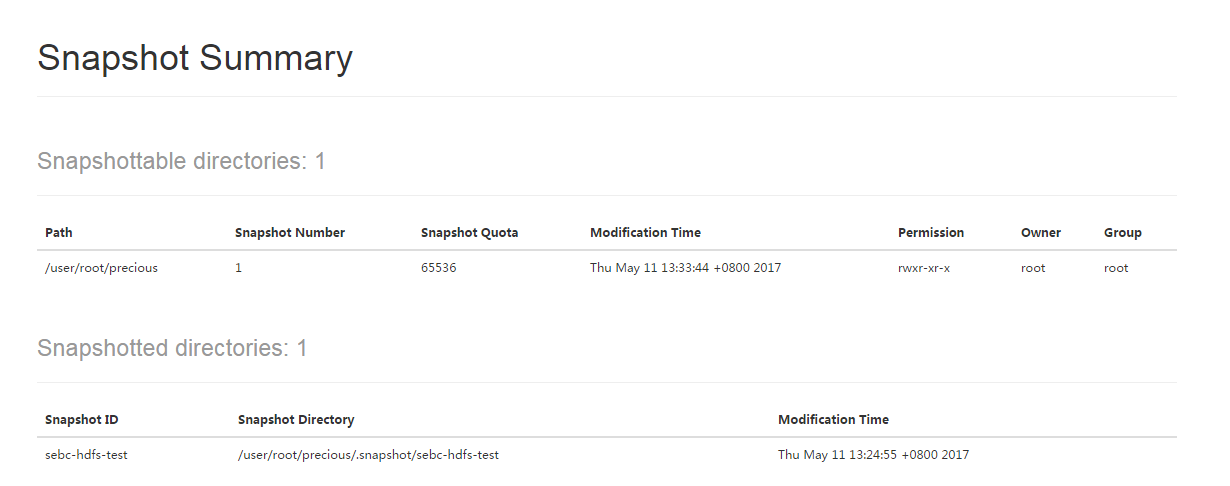 Snapshot Summary
Snapshottable directories: 1
Path Snapshot Number Snapshot Quota Modification Time Permission Owner Group
/user/root/precious 1 65536 Thu May 11 13:33:44 +0800 2017 rwxr-xr-x root root
Snapshotted directories: 1
Snapshot ID Snapshot Directory Modification Time
sebc-hdfs-test /user/root/precious/.snapshot/sebc-hdfs-test Thu May 11 13:24:55 +0800 2017